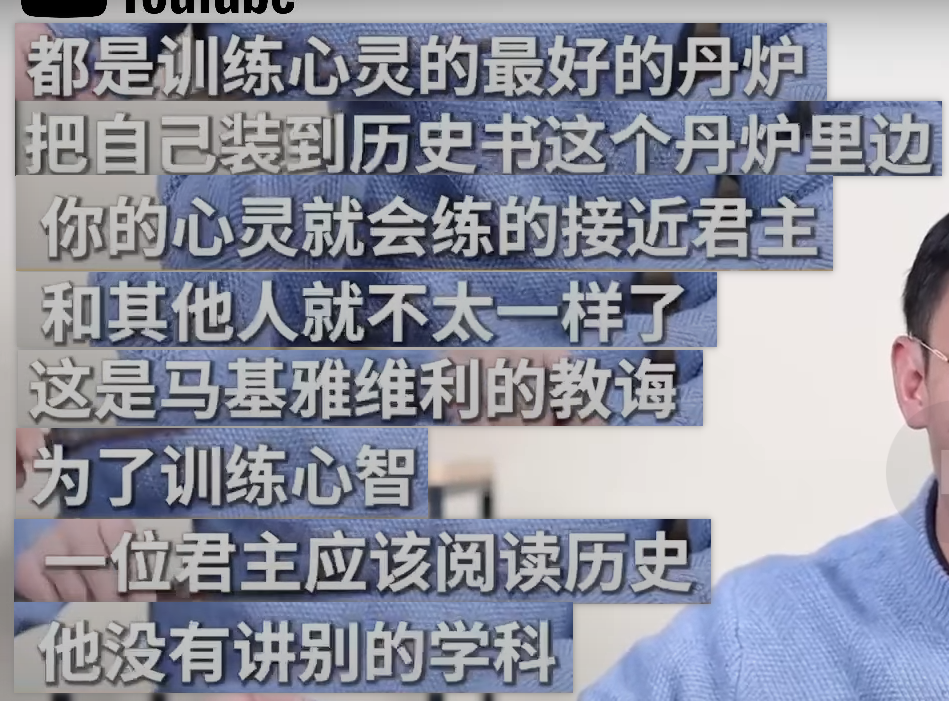 YouTube
都是训练心灵的最好的丹炉
把自己装到历史书这个丹炉里边
你的心灵就会练的接近君主
和其他人就不太一样了
这是马基雅维利的教诲
为了训练心智
一位君主应该阅读历史
他没有讲别的学科